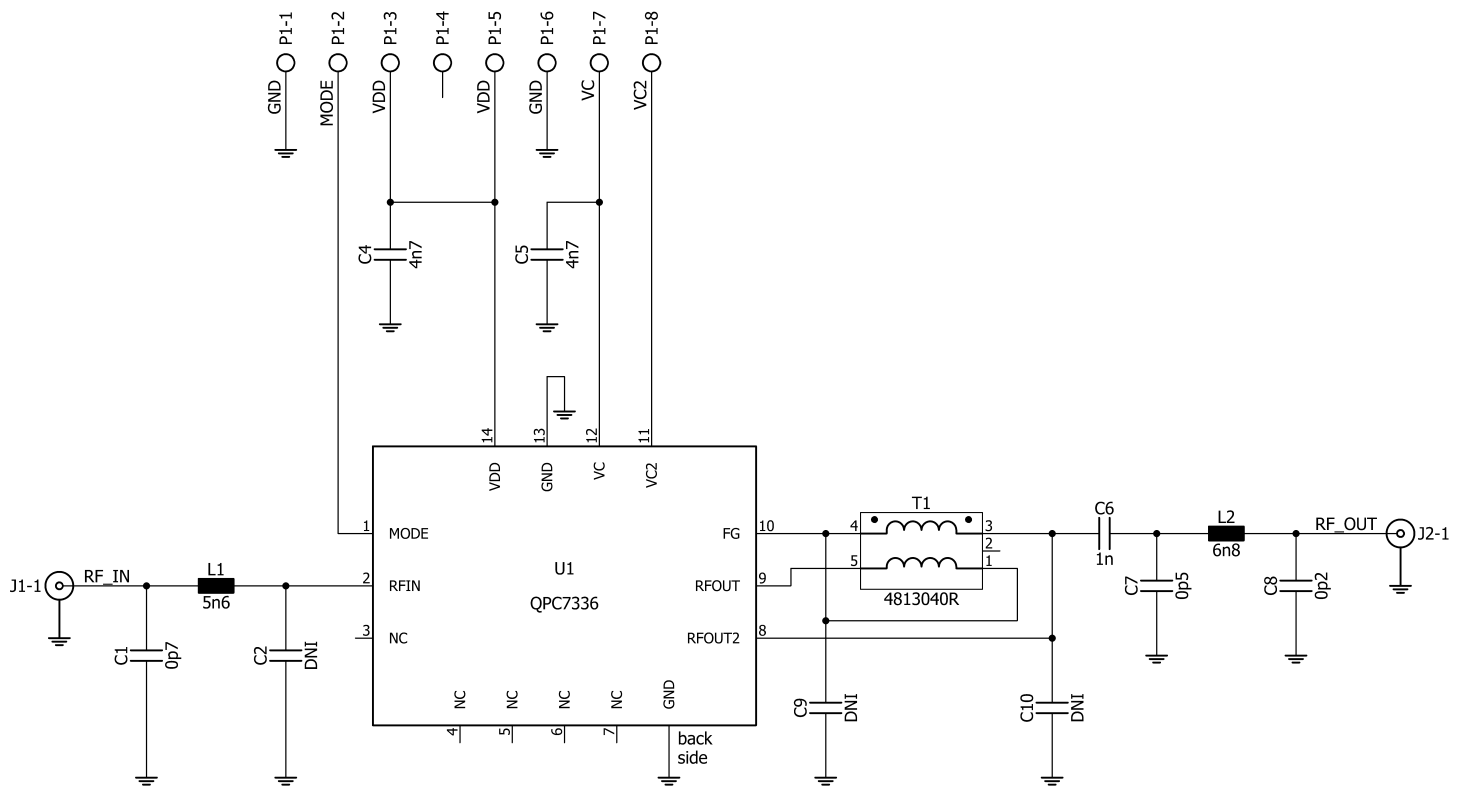 P1-1
P1-2
P1-3
P1-4
P1-5
P1-6
P1-7
P1-8
GND
MODE
VDD
VDD
GND
VC
VC2
C4
4n7
C5
4n7
14
13
12
11
VDD
GND
VC
VC2
1
MODE
2
RFIN
3
NC
U1
QPC7336
FG
10
RFOUT
9
RFOUT2
8
NC
NC
NC
NC
GND
4
5
6
7
back
side
J1-1
RF_IN
L1
5n6
C1
0p7
C2
DNI
T1
4
3
2
5
1
4813040R
C9
DNI
C10
DNI
C6
1n
C7
0p5
L2
6n8
C8
0p2
RF_OUT
J2-1